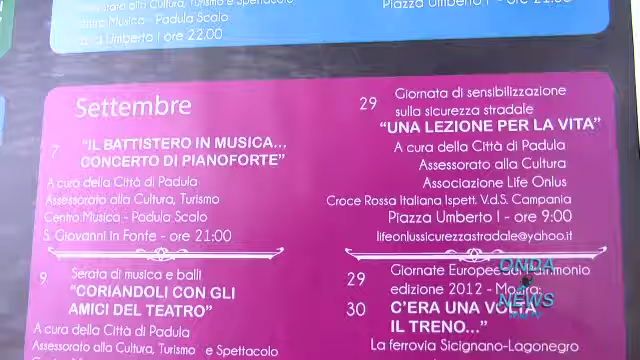 Assessorato alla Cultura, Turismo e Spettacolo
Centro Musica - Padula Scalo
Piazza Umberto I ore 22.00
Piazza Umberto I - ore 21.00
Settembre
7 "IL BATTISTERO IN MUSICA...
CONCERTO DI PIANOFORTE"
A cura della Città di Padula
Assessorato alla Cultura, Turismo
Centro Musica - Padula Scalo
S. Giovanni in Fonte - ore 21:00
9 Serata di musica e balli
"CORIANDOLI CON GLI
AMICI DEL TEATRO"
A cura della Città di Padula
Assessorato alla Cultura, Turismo e Spettacolo
29 Giornata di sensibilizzazione
sulla sicurezza stradale
"UNA LEZIONE PER LA VITA"
A cura della Città di Padula
Assessorato alla Cultura
Associazione Life Onlus
Croce Rossa Italiana Ispett. V.d.S. Campania
Piazza Umberto I - ore 9:00
lifeonlussicurezzastradale@yahoo.it
29 Giornate Europee del Patrimonio
edizione 2012 - Mostra:
30 C'ERA UNA VOLTA
IL TRENO..."
La ferrovia Sicignano-Lagonegro
ONDA
NEWS